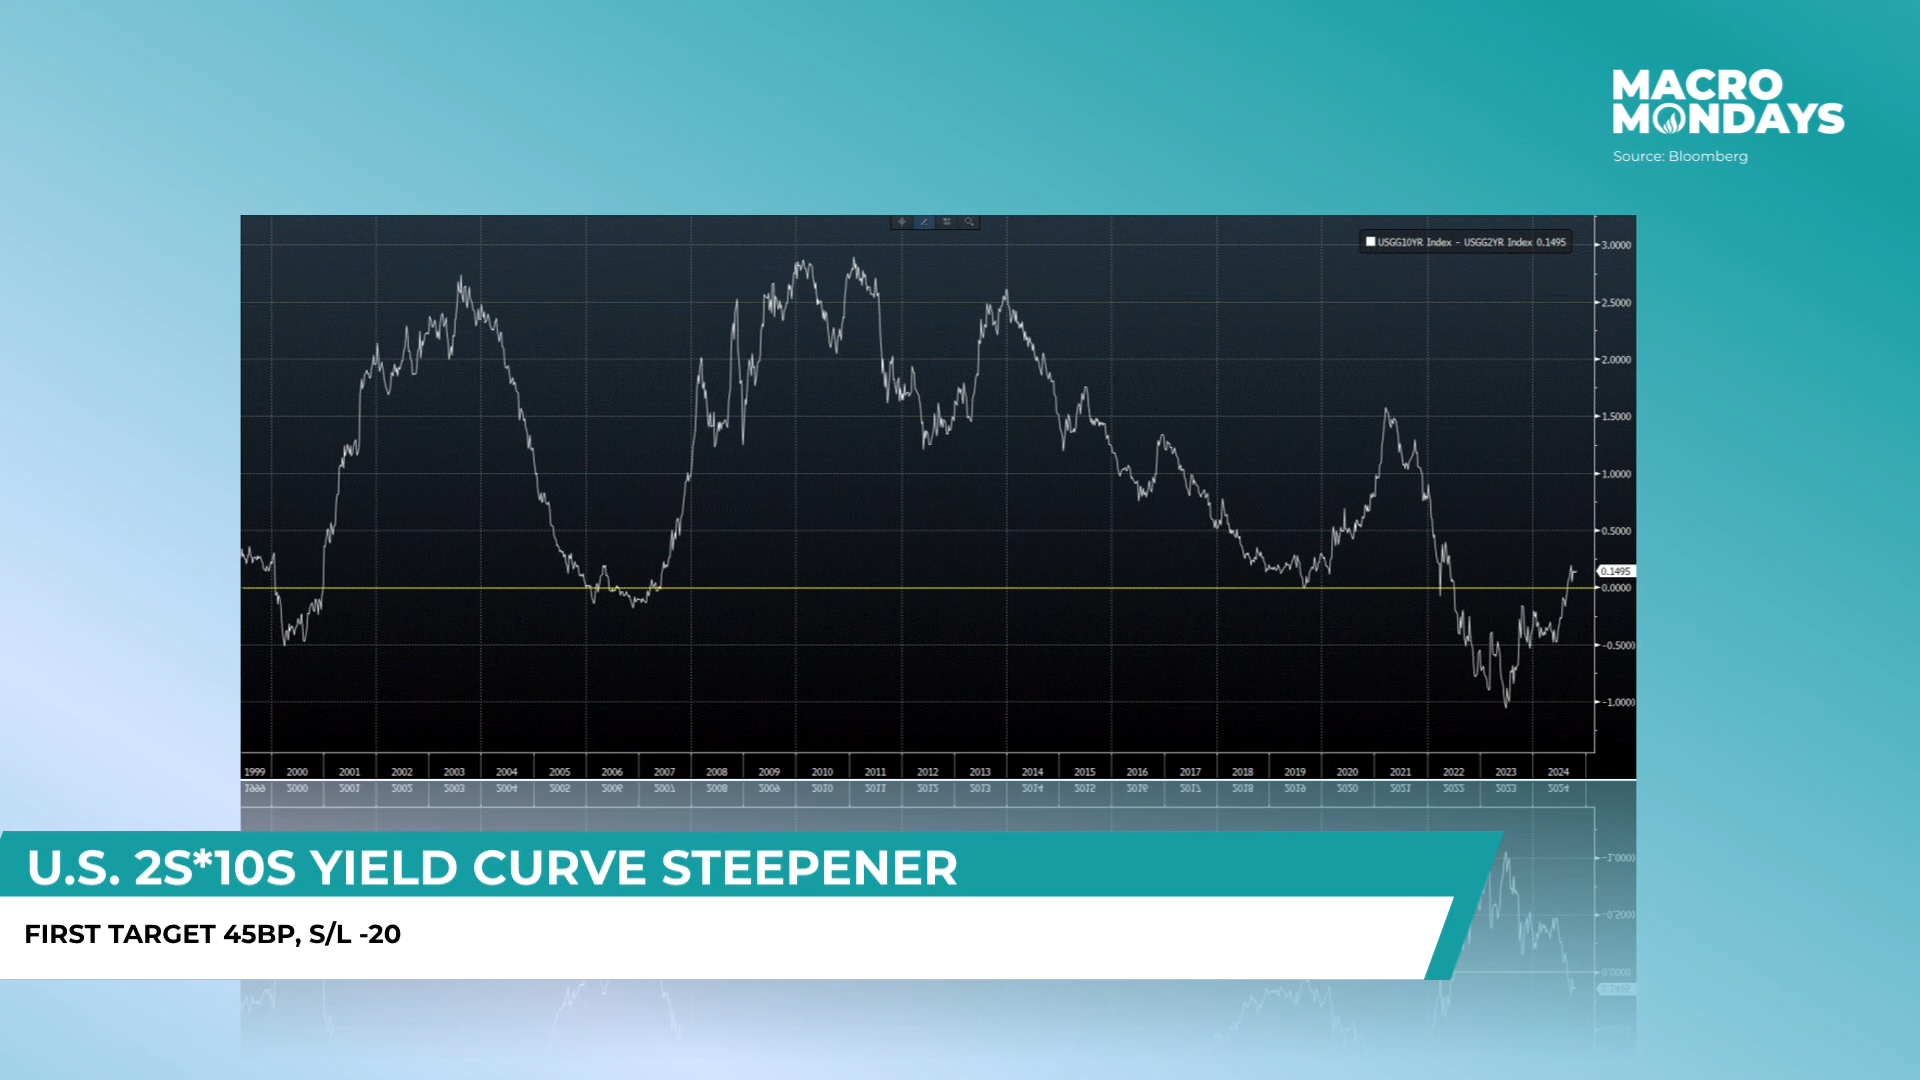 MACRO
MONDAYS
Source: Bloomberg
USGG10YR Index - USGG2YR Index 0.1495
3.0000
2.5000
2.0000
1.5000
1.0000
0.5000
0.1495
0.0000
-0.5000
-1.0000
1999 2000 2001 2002 2003 2004 2005 2006 2007 2008 2009 2010 2011 2012 2013 2014 2015 2016 2017 2018 2019 2020 2021 2022 2023 2024
U.S. 2S*10S YIELD CURVE STEEPENER
FIRST TARGET 45BP, S/L -20